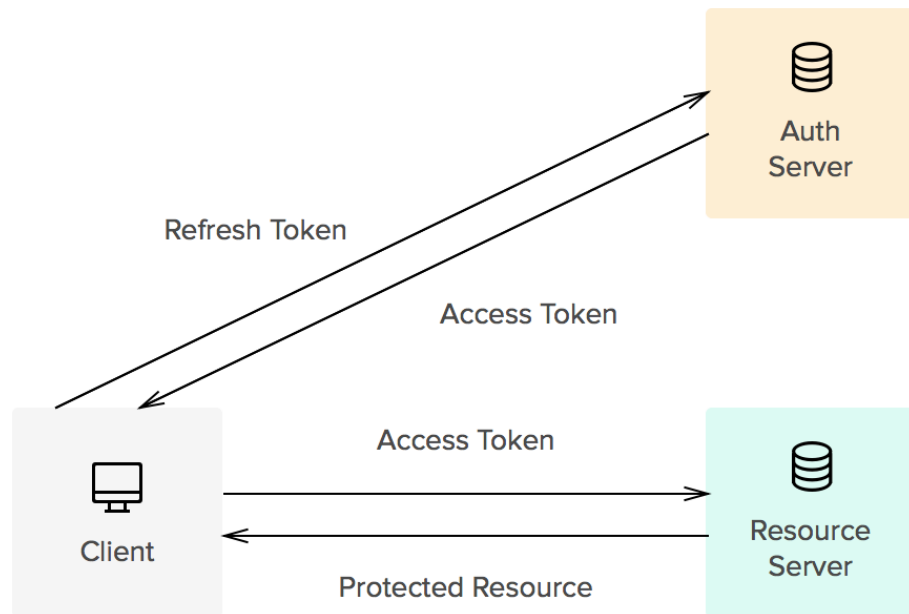 Auth
Server
Refresh Token
Access Token
Access Token
Client
Resource
Server
Protected Resource